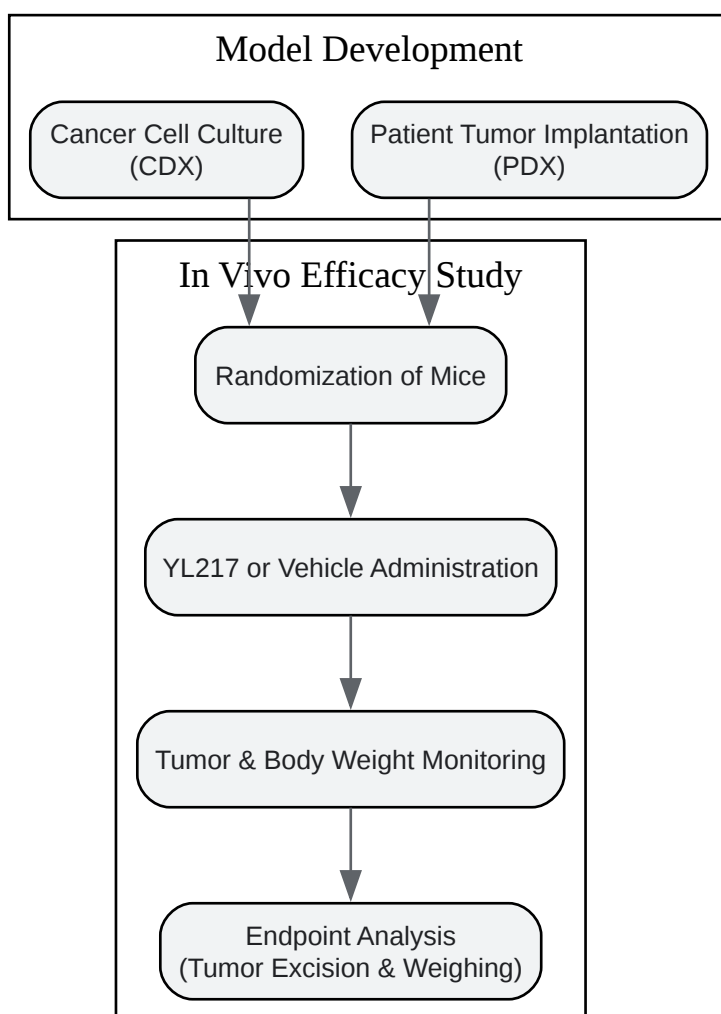 Model Development
Cancer Cell Culture
(CDX)
Patient Tumor Implantation
(PDX)
In Vivo Efficacy Study
Randomization of Mice
YL217 or Vehicle Administration
Tumor & Body Weight Monitoring
Endpoint Analysis
(Tumor Excision & Weighing)